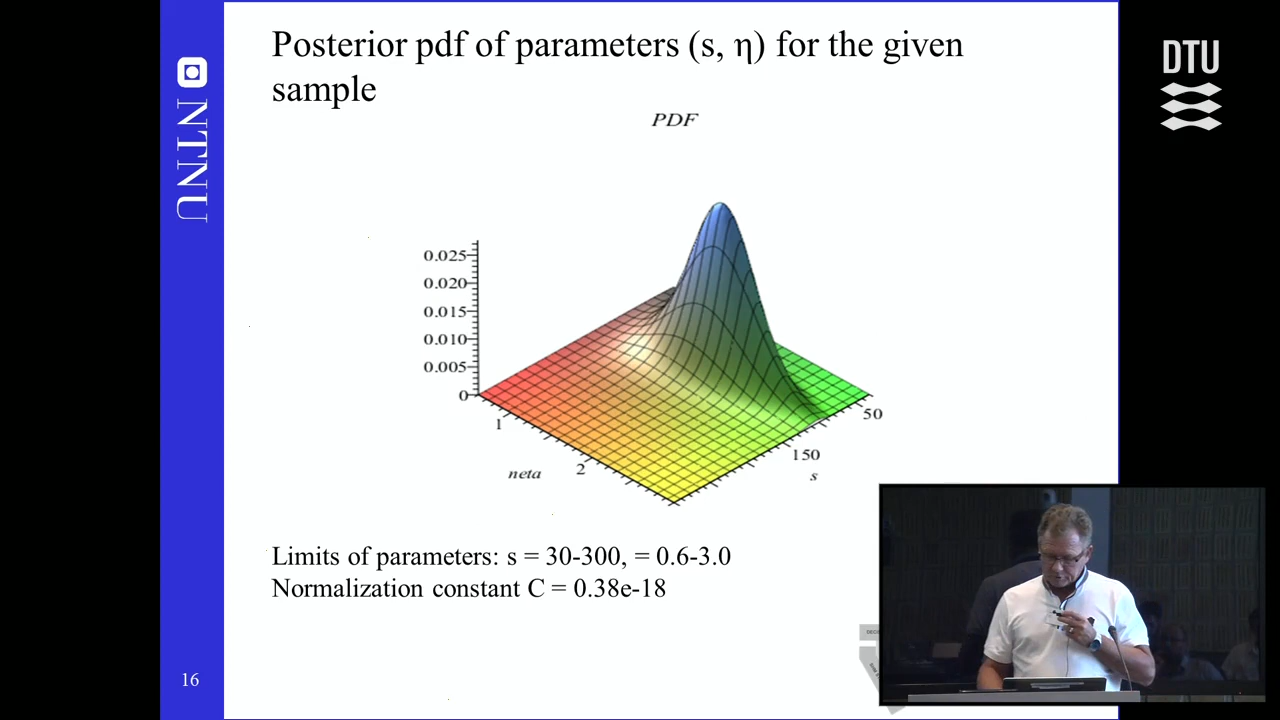 Posterior pdf of parameters (s, η) for the given
sample
PDF
0.025
0.020
0.015
0.010
0.005
0
1
2
neta
50
150
s
Limits of parameters: s = 30-300, = 0.6-3.0
Normalization constant C = 0.38e-18
NTNU
16
DTU